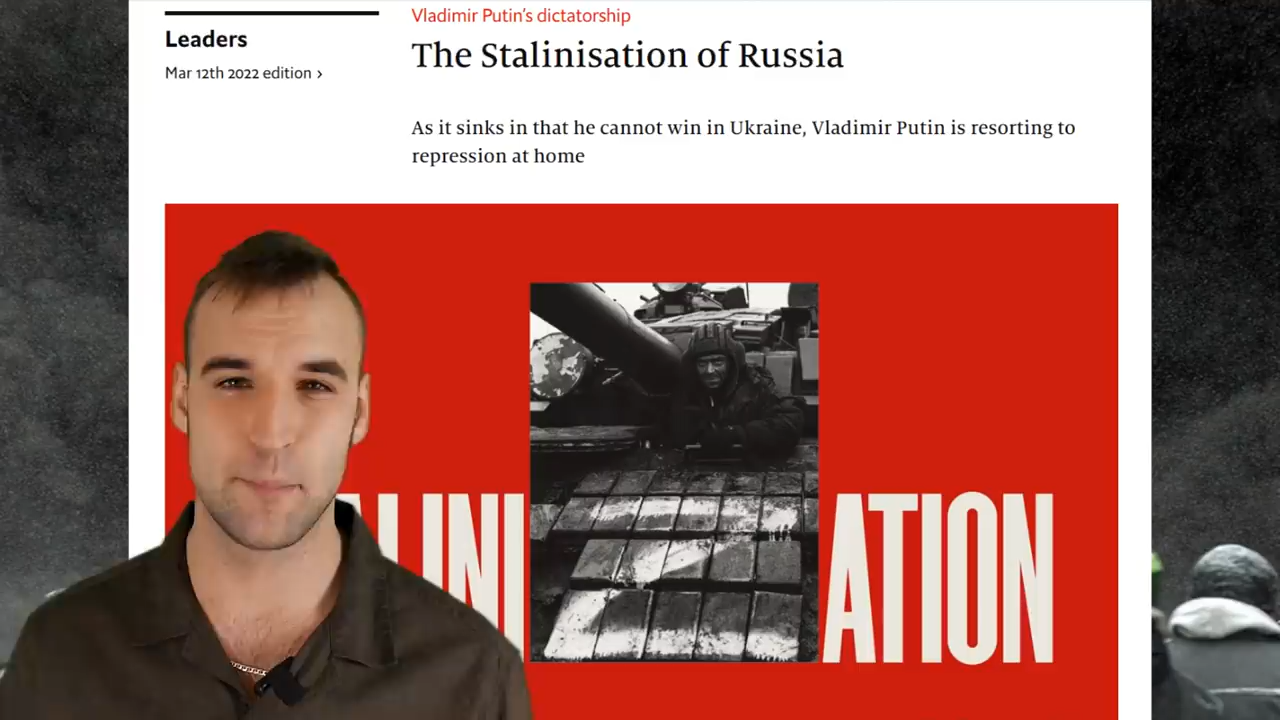 Vladimir Putin's dictatorship
Leaders
The Stalinisation of Russia
Mar 12th 2022 edition ›
As it sinks in that he cannot win in Ukraine, Vladimir Putin is resorting to
repression at home
ALINI ATION